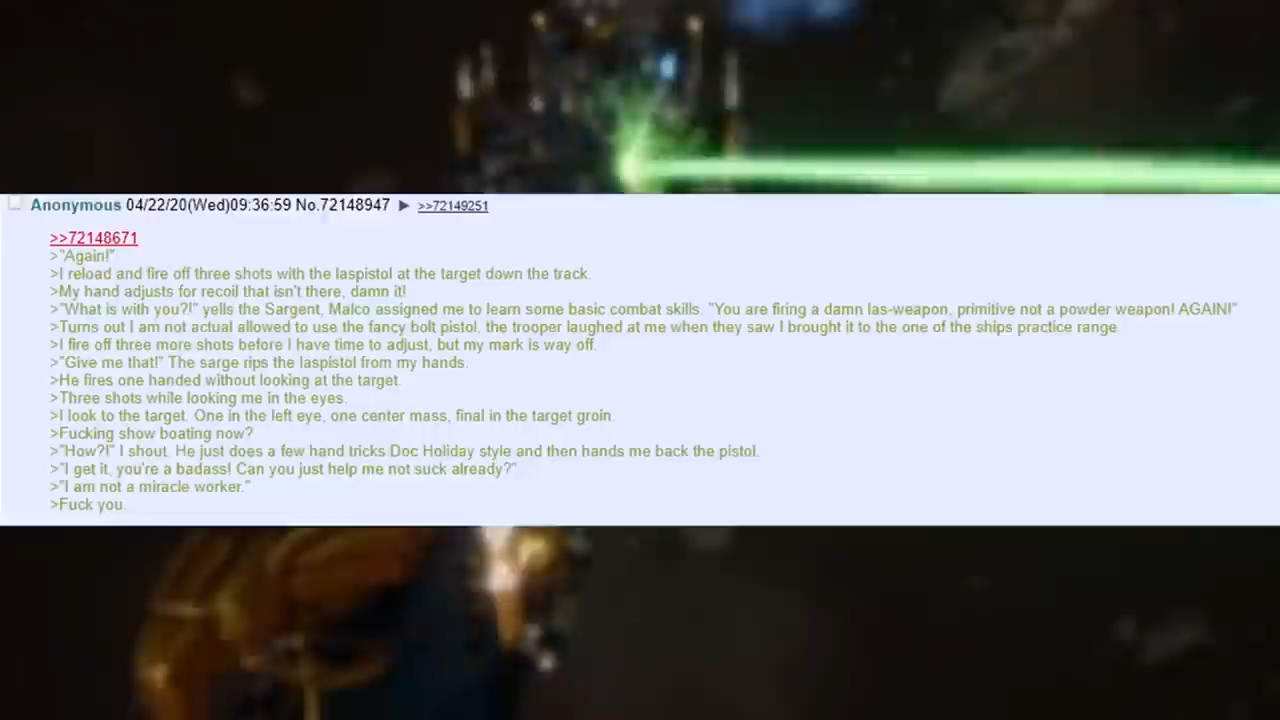 Anonymous 04/22/20(Wed)09:36:59 No.72148947 ▶ >>72149251
>>72148671
>"Again!"
>I reload and fire off three shots with the laspistol at the target down the track.
>My hand adjusts for recoil that isn't there, damn it!
>"What is with you?!" yells the Sargent, Malco assigned me to learn some basic combat skills. "You are firing a damn las-weapon, primitive not a powder weapon! AGAIN!"
>Turns out I am not actual allowed to use the fancy bolt pistol, the trooper laughed at me when they saw I brought it to the one of the ships practice range.
>I fire off three more shots before I have time to adjust, but my mark is way off.
>"Give me that!" The sarge rips the laspistol from my hands.
>He fires one handed without looking at the target.
>Three shots while looking me in the eyes.
>I look to the target. One in the left eye, one center mass, final in the target groin.
>Fucking show boating now?
>"How?!" I shout. He just does a few hand tricks Doc Holiday style and then hands me back the pistol.
>"I get it, you're a badass! Can you just help me not suck already?"
>"I am not a miracle worker."
>Fuck you.